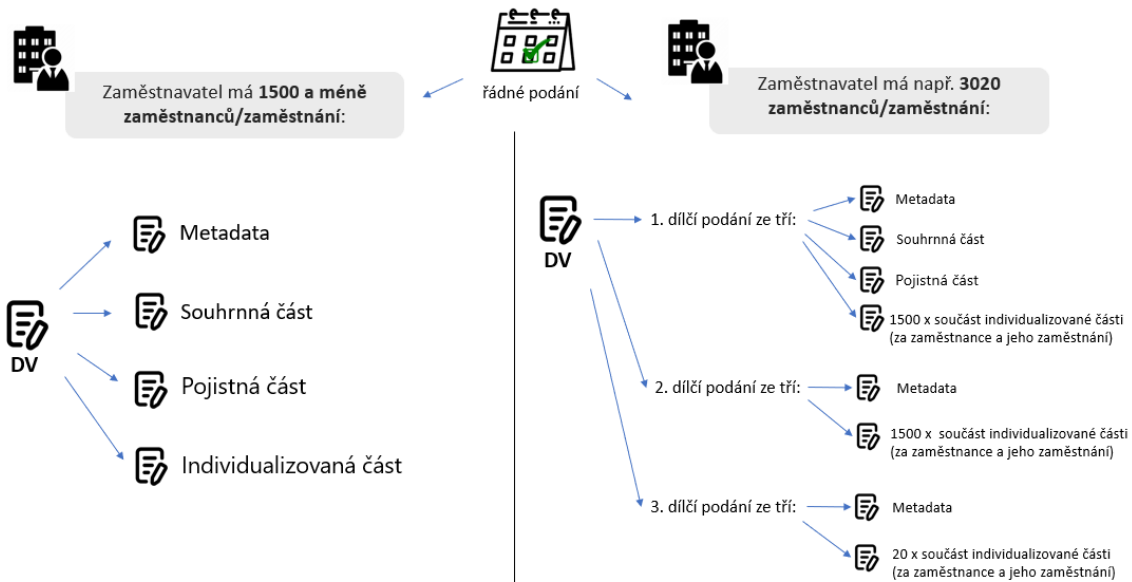 řádné podání
Zaměstnavatel má 1500 a méně
zaměstnanců/zaměstnání:
DV
Metadata
Souhrnná část
Pojistná část
Individualizovaná část
Zaměstnavatel má např. 3020
zaměstnanců/zaměstnání:
DV
1. dílčí podání ze tří:
Metadata
Souhrnná část
Pojistná část
1500 x součást individualizované části
(za zaměstnance a jeho zaměstnání)
2. dílčí podání ze tří:
Metadata
1500 x součást individualizované části
(za zaměstnance a jeho zaměstnání)
3. dílčí podání ze tří:
Metadata
20 x součást individualizované části
(za zaměstnance a jeho zaměstnání)